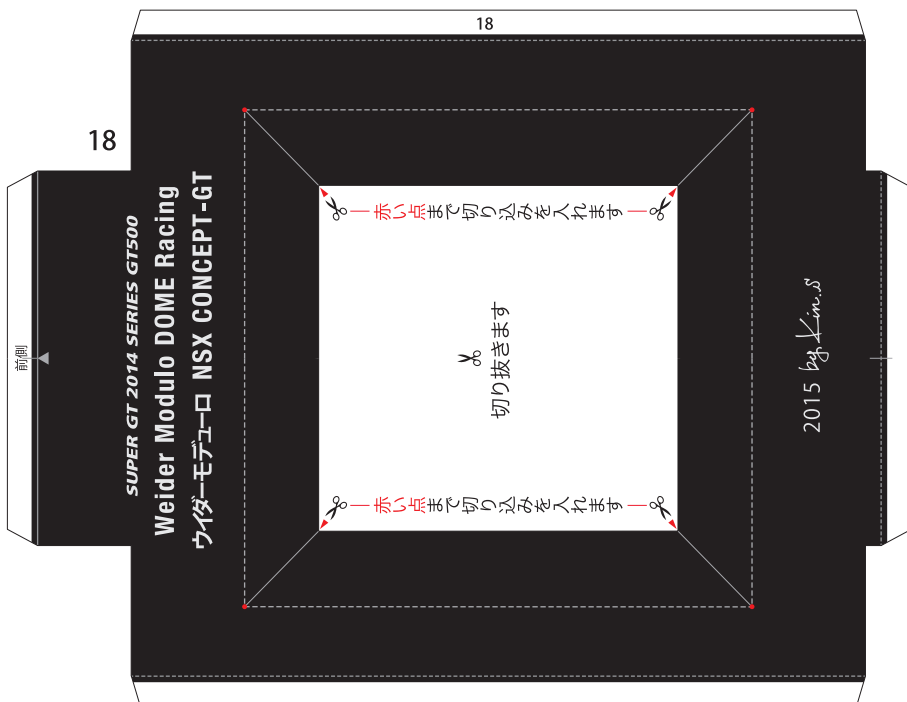 18
18
前側
SUPER GT 2014 SERIES GT500
Weider Modulo DOME Racing
ウイダーモデューロ NSX CONCEPT-GT
赤い点まで切り込みを入れます
切り抜きます
赤い点まで切り込みを入れます
2015 by Kin.S